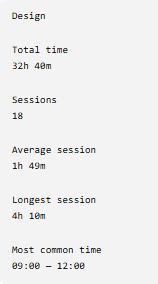 Design
Total time
32h 40m
Sessions
18
Average session
1h 49m
Longest session
4h 10m
Most common time
09:00 – 12:00